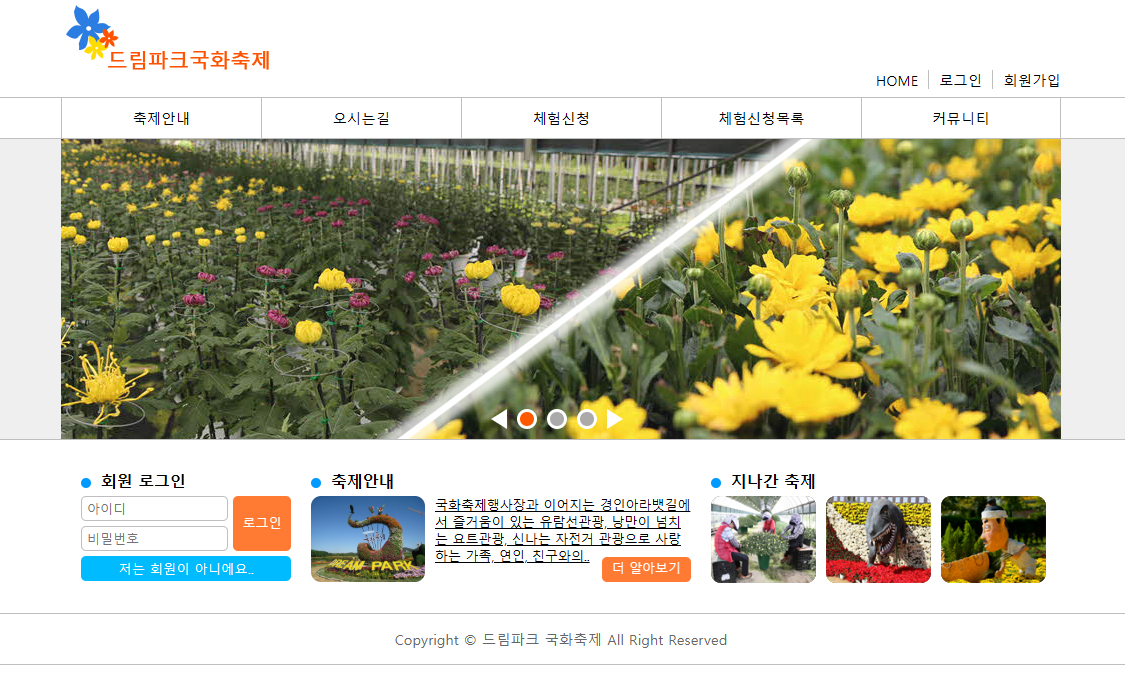 드림파크국화축제
HOME 로그인 회원가입
축제안내 오시는길 체험신청 체험신청목록 커뮤니티
회원 로그인
아이디
비밀번호
로그인
저는 회원이 아니에요..
축제안내
DREAM PARK
국화축제행사장과 이어지는 경인아라뱃길에
서 즐거움이 있는 유람선관광, 낭만이 넘치
는 요트관광, 신나는 자전거 관광으로 사랑
하는 가족, 연인, 친구와의..
더 알아보기
지나간 축제
Copyright © 드림파크 국화축제 All Right Reserved